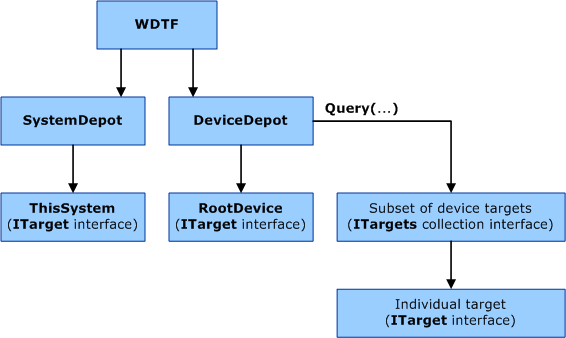 WDTF
SystemDepot
DeviceDepot
Query(...)
ThisSystem
(ITarget interface)
RootDevice
(ITarget interface)
Subset of device targets
(ITargets collection interface)
Individual target
(ITarget interface)